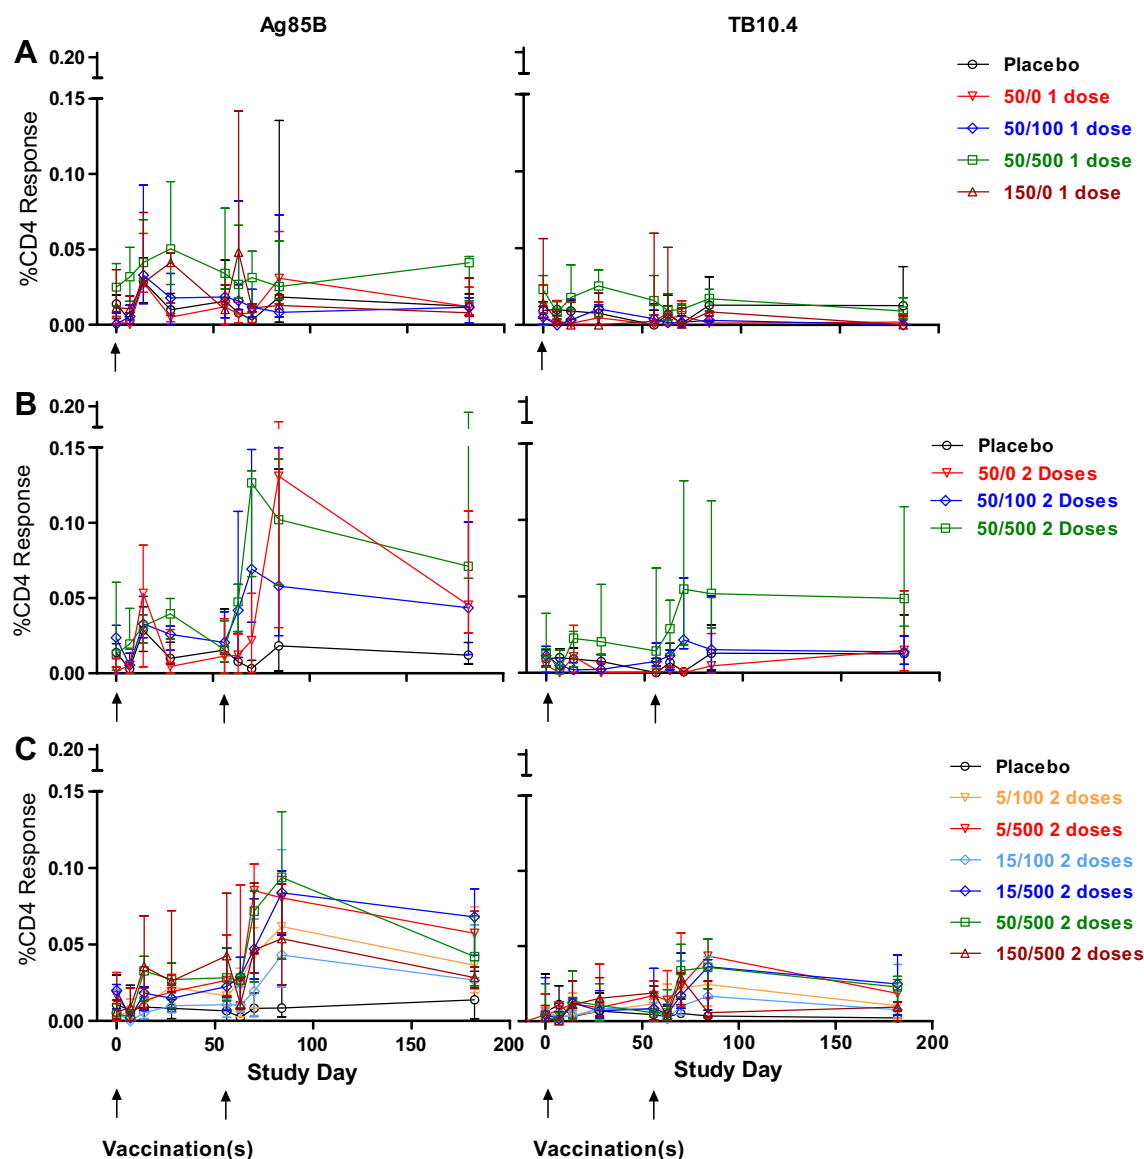 Ag85B
TB10.4
A
0.20
0.15
0.10
0.05
0.00
%CD4 Response
Placebo
50/0 1 dose
50/100 1 dose
50/500 1 dose
150/0 1 dose
B
0.20
0.15
0.10
0.05
0.00
%CD4 Response
Placebo
50/0 2 Doses
50/100 2 Doses
50/500 2 Doses
C
0.20
0.15
0.10
0.05
0.00
%CD4 Response
Placebo
5/100 2 doses
5/500 2 doses
15/100 2 doses
15/500 2 doses
50/500 2 doses
150/500 2 doses
0 50 100 150 200
0 50 100 150 200
Study Day
Study Day
Vaccination(s)
Vaccination(s)